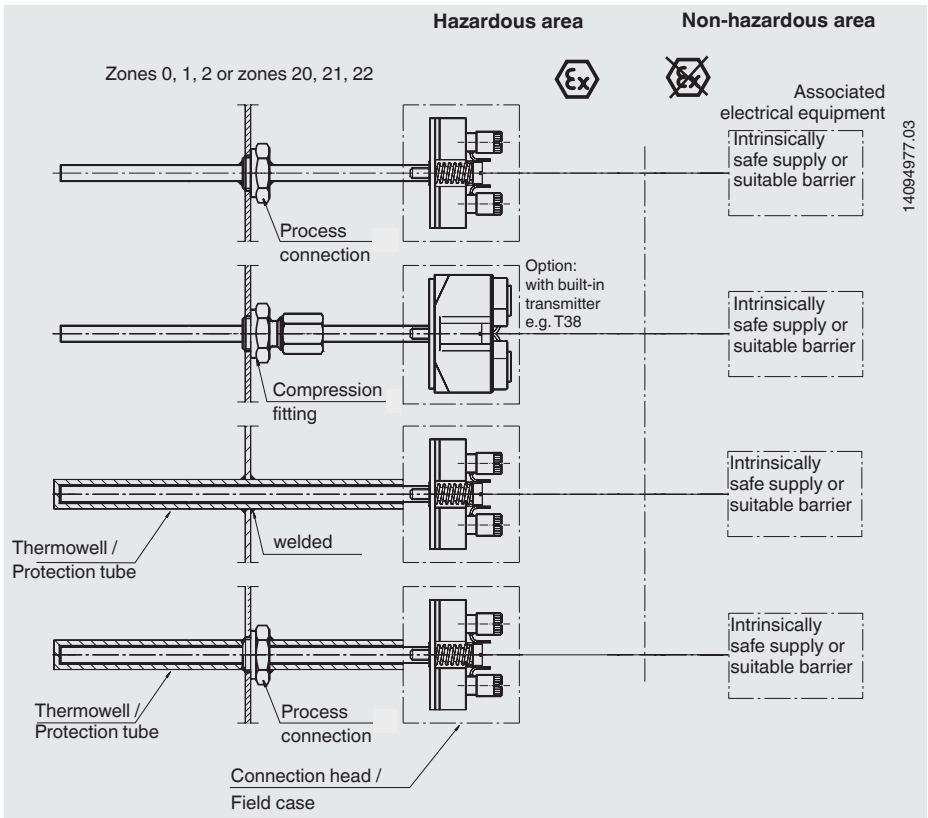 Hazardous area
Non-hazardous area
Zones 0, 1, 2 or zones 20, 21, 22
Ex
Ex
Associated
electrical equipment
14094977.03
Intrinsically
safe supply or
suitable barrier
Process
connection
Option:
with built-in
transmitter
e.g. T38
Intrinsically
safe supply or
suitable barrier
Compression
fitting
Intrinsically
safe supply or
suitable barrier
Thermowell /
Protection tube
welded
Intrinsically
safe supply or
suitable barrier
Thermowell /
Protection tube
Process
connection
Connection head /
Field case